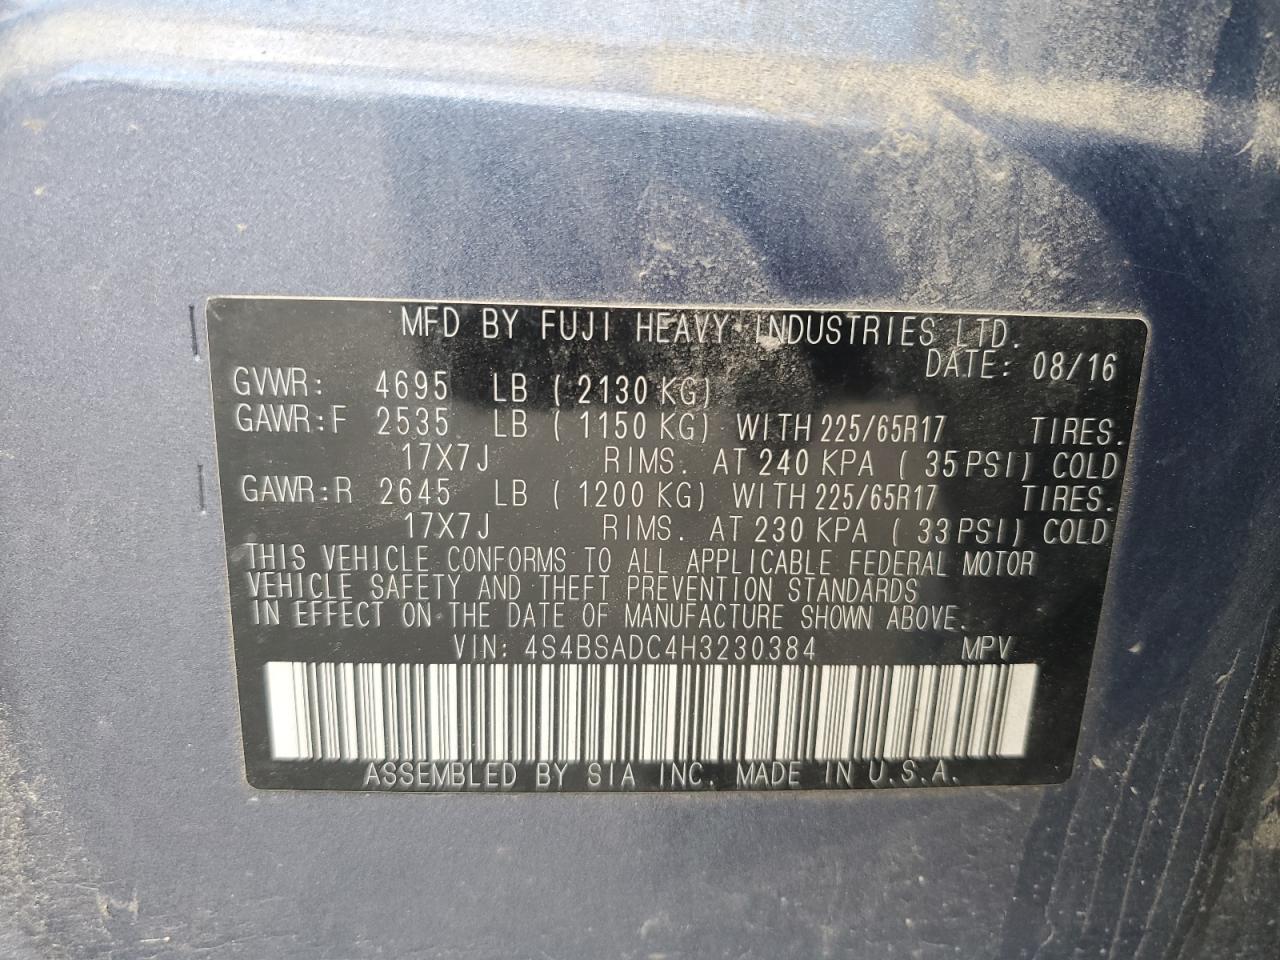 MFD BY FUJI HEAVY INDUSTRIES LTD.
DATE: 08/16
GVWR: 4695 LB ( 2130 KG)
GAWR:F 2535 LB ( 1150 KG) WITH 225/65R17 TIRES.
17X7J RIMS. AT 240 KPA ( 35 PSI) COLD
GAWR:R 2645 LB ( 1200 KG) WITH 225/65R17 TIRES.
17X7J RIMS. AT 230 KPA ( 33 PSI) COLD
THIS VEHICLE CONFORMS TO ALL APPLICABLE FEDERAL MOTOR
VEHICLE SAFETY AND THEFT PREVENTION STANDARDS
IN EFFECT ON THE DATE OF MANUFACTURE SHOWN ABOVE.
VIN: 4S4BSADC4H3230384 MPV
ASSEMBLED BY SIA INC. MADE IN U.S.A.